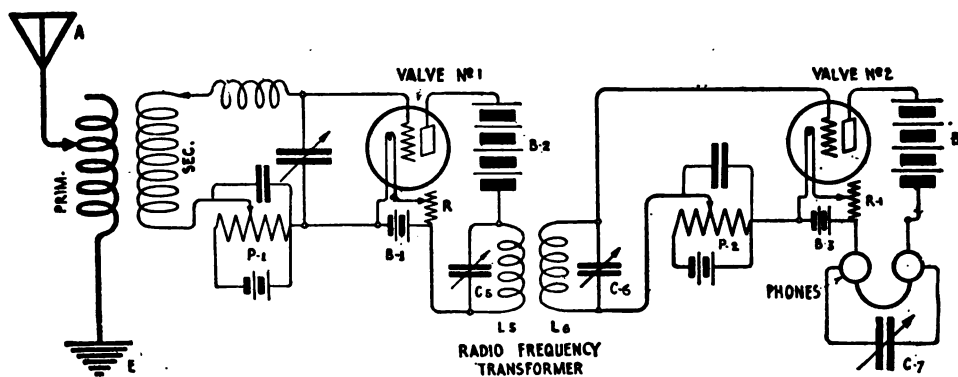 A
PRIM.
SEC.
E
P-1
VALVE Nº1
B-2
R
B-1
C5
L5
L6
C-6
RADIO FREQUENCY
TRANSFORMER
P-2
VALVE Nº2
B
R-1
B-3
PHONES
C-7